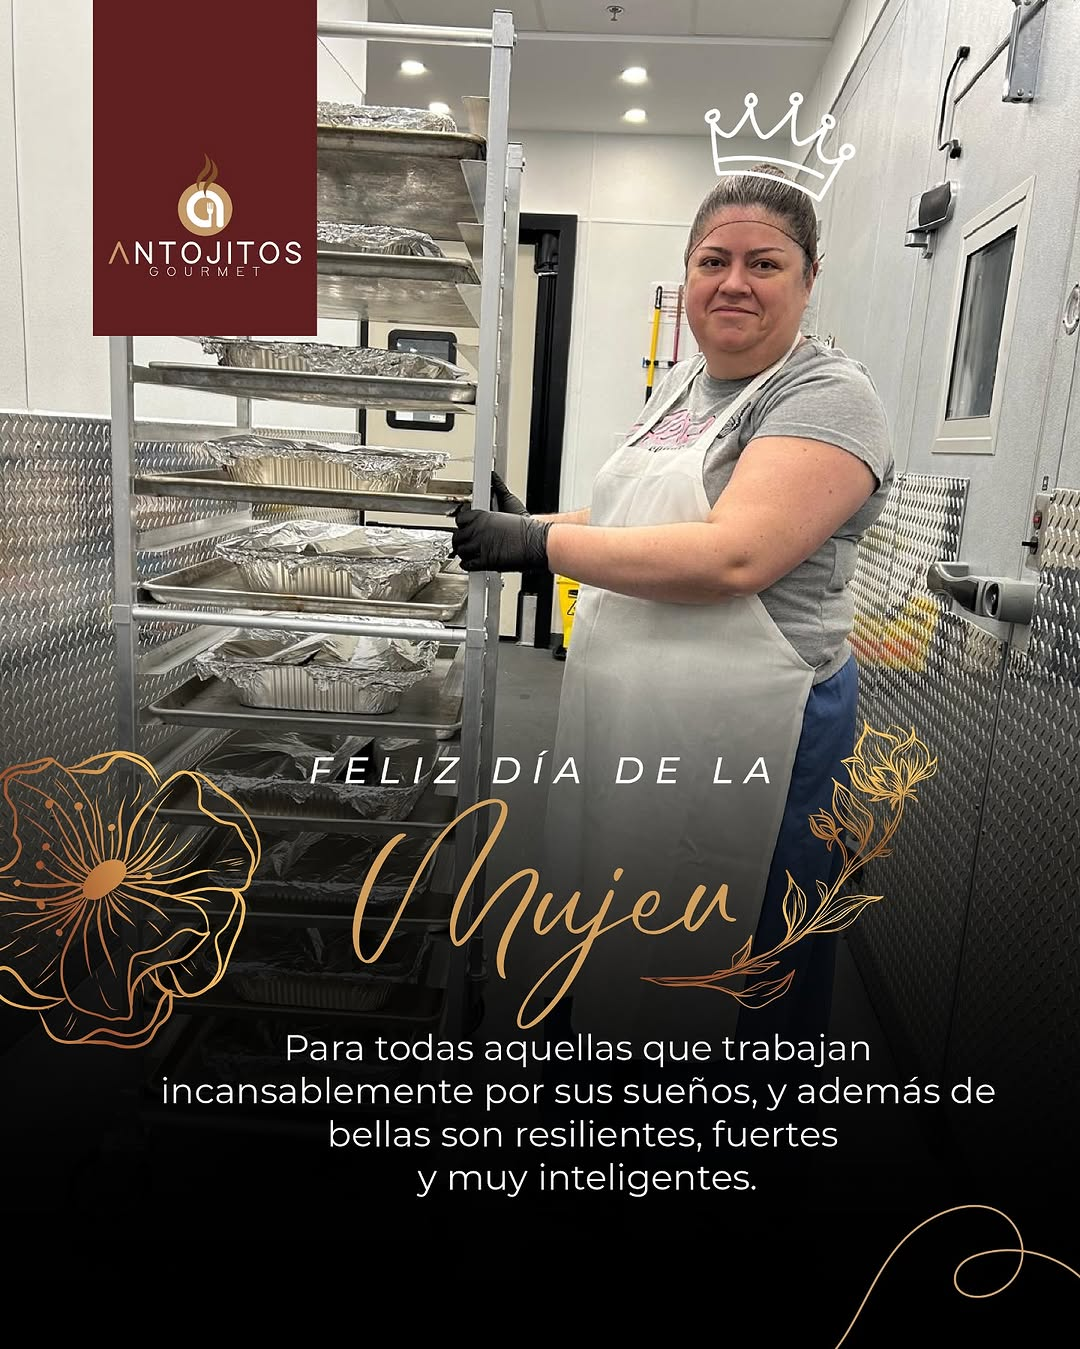 ANTOJITOS
GOURMET
FELIZ DÍA DE LA
Mujer
Para todas aquellas que trabajan
incansablemente por sus sueños, y además de
bellas son resilientes, fuertes
y muy inteligentes.